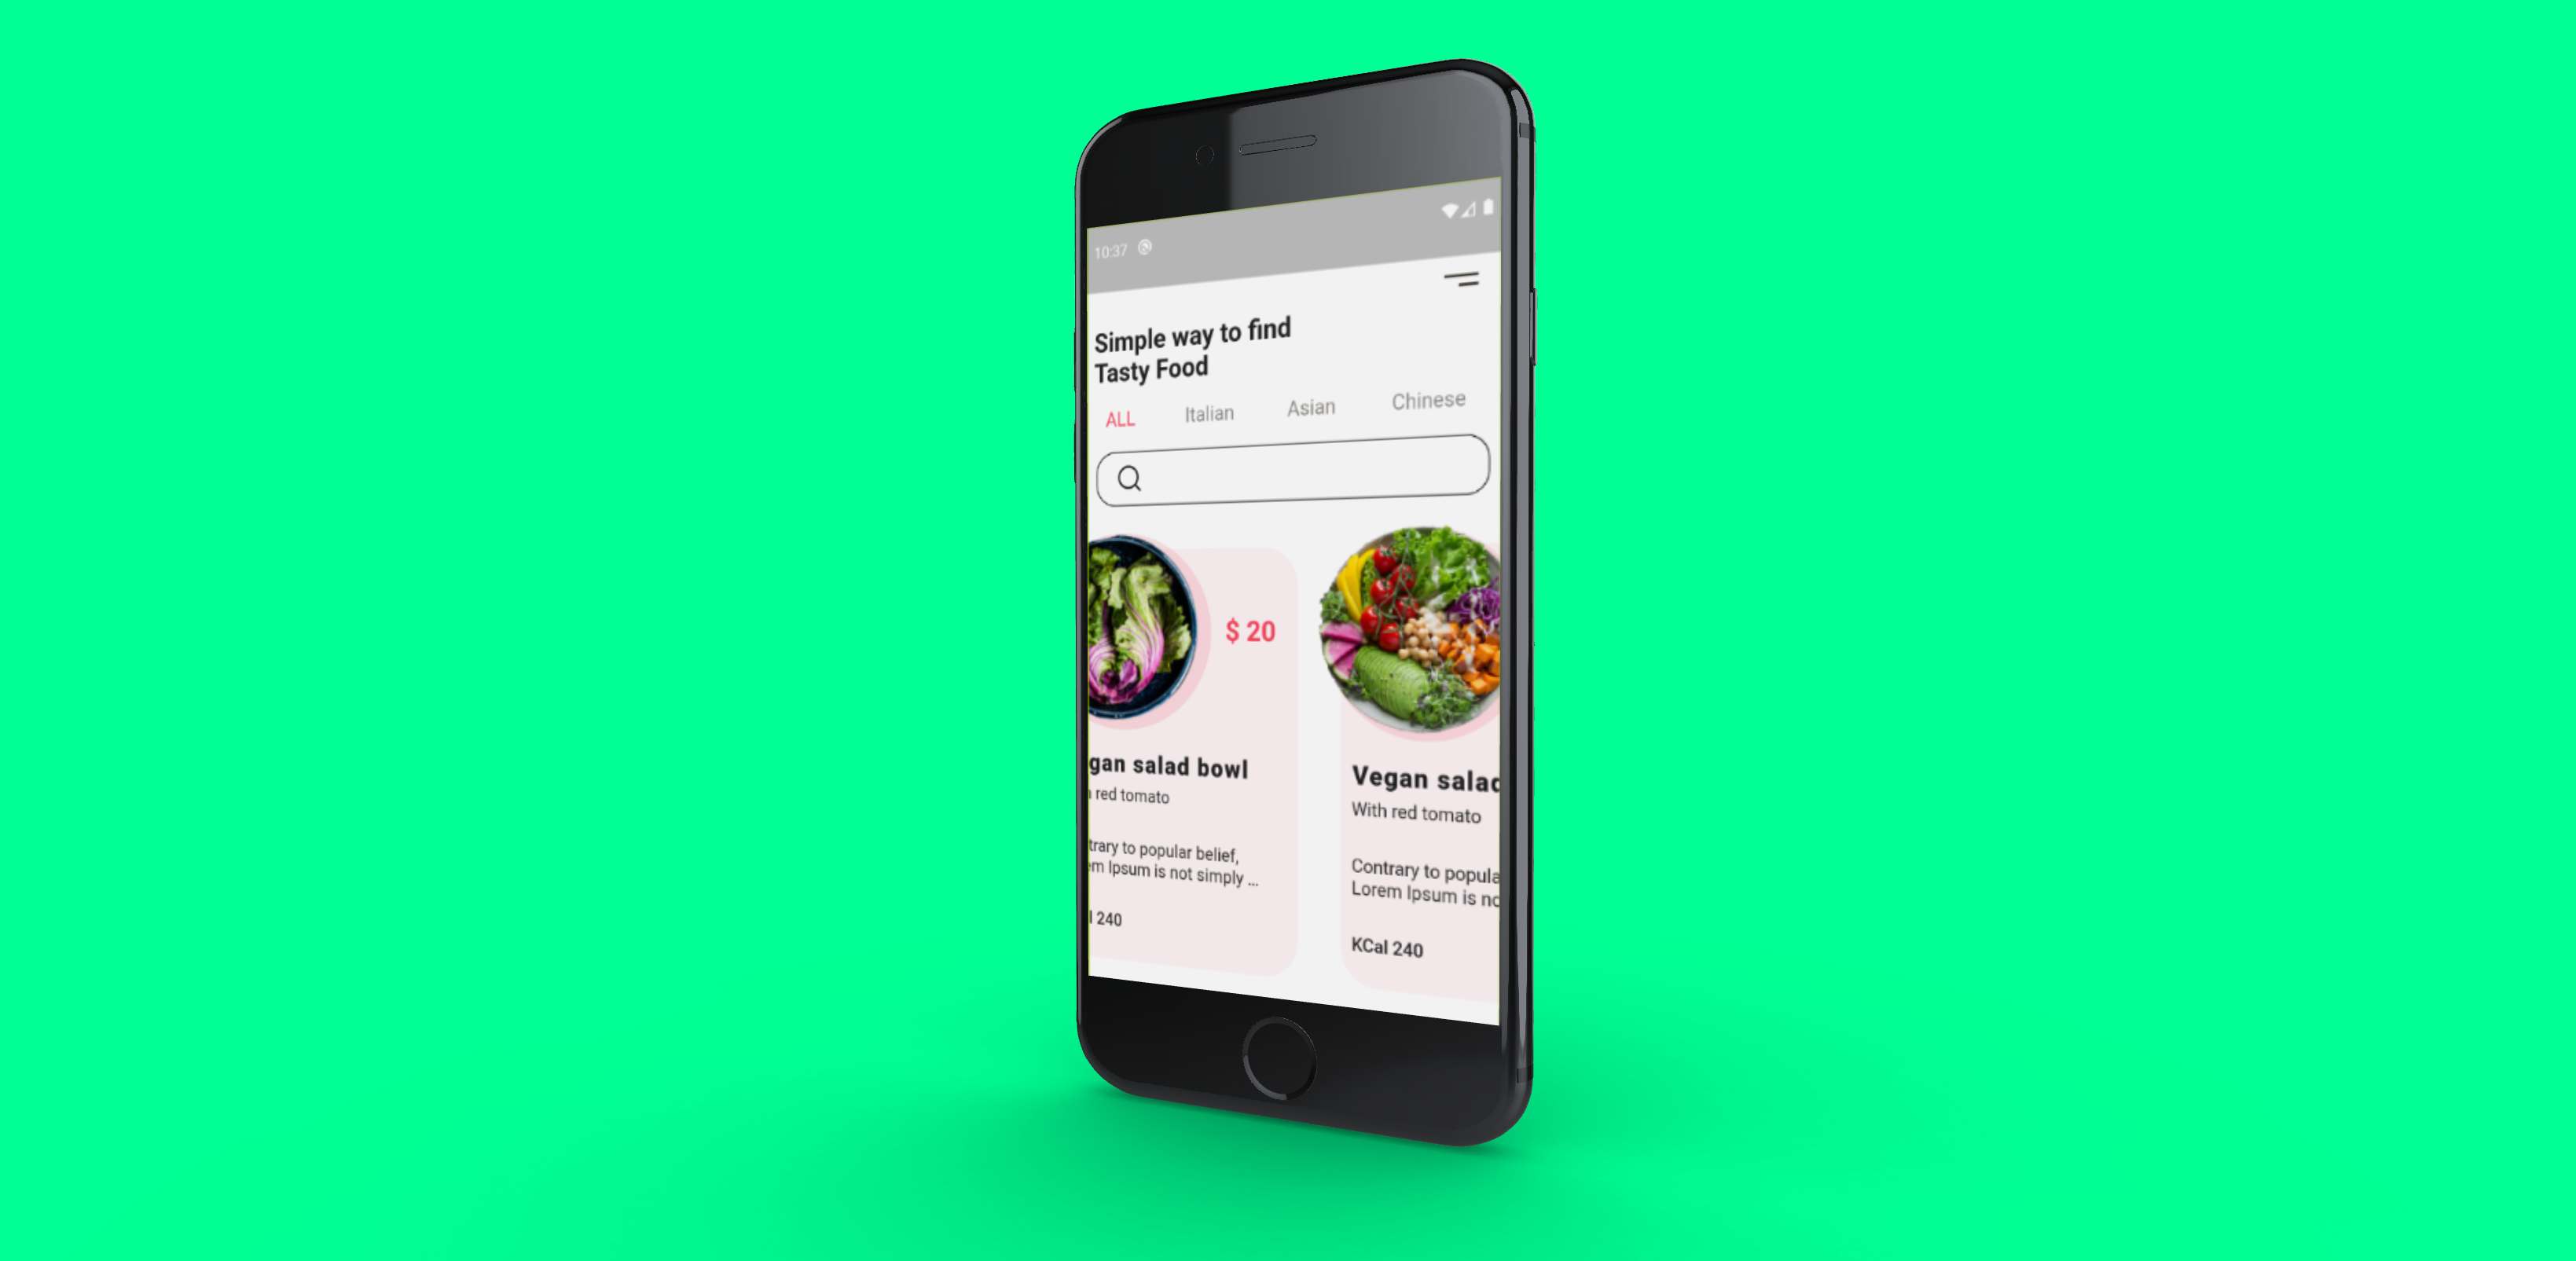 10:37
Simple way to find
Tasty Food
ALL Italian Asian Chinese
$ 20
gan salad bowl
red tomato
trary to popular belief,
em Ipsum is not simply ...
l 240
Vegan salad
With red tomato
Contrary to popula
Lorem Ipsum is no
KCal 240